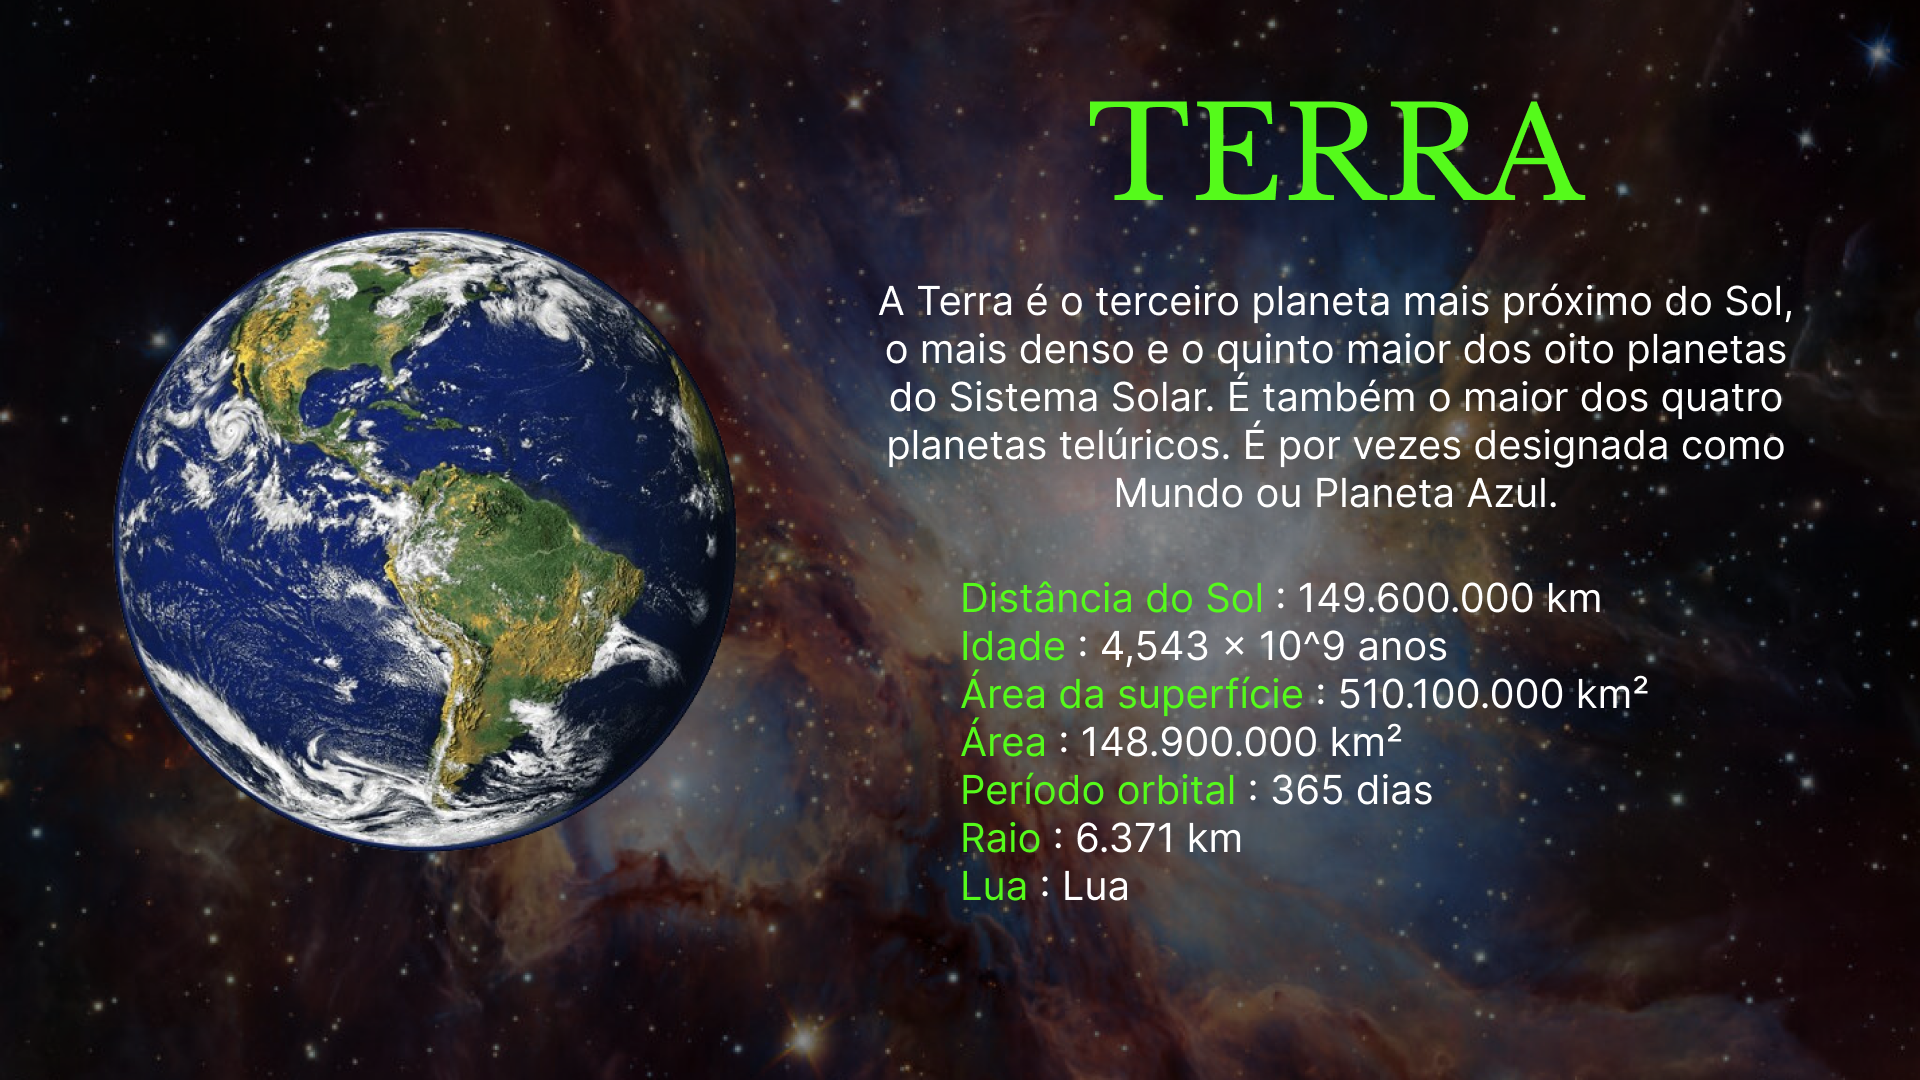 TERRA
A Terra é o terceiro planeta mais próximo do Sol,
o mais denso e o quinto maior dos oito planetas
do Sistema Solar. É também o maior dos quatro
planetas telúricos. É por vezes designada como
Mundo ou Planeta Azul.
Distância do Sol : 149.600.000 km
Idade : 4,543 × 10^9 anos
Área da superfície : 510.100.000 km²
Área : 148.900.000 km²
Período orbital : 365 dias
Raio : 6.371 km
Lua : Lua